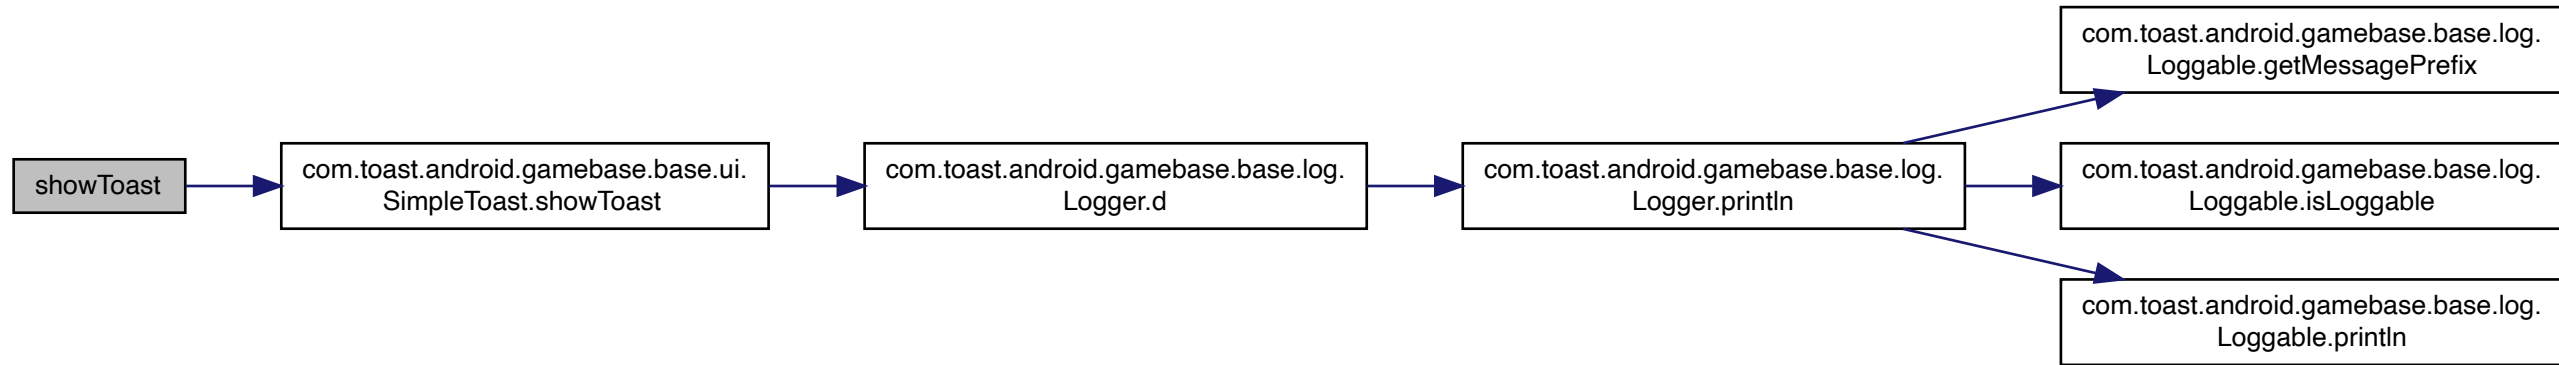 showToast
com.toast.android.gamebase.base.ui.
SimpleToast.showToast
com.toast.android.gamebase.base.log.
Logger.d
com.toast.android.gamebase.base.log.
Logger.println
com.toast.android.gamebase.base.log.
Loggable.getMessagePrefix
com.toast.android.gamebase.base.log.
Loggable.isLoggable
com.toast.android.gamebase.base.log.
Loggable.println